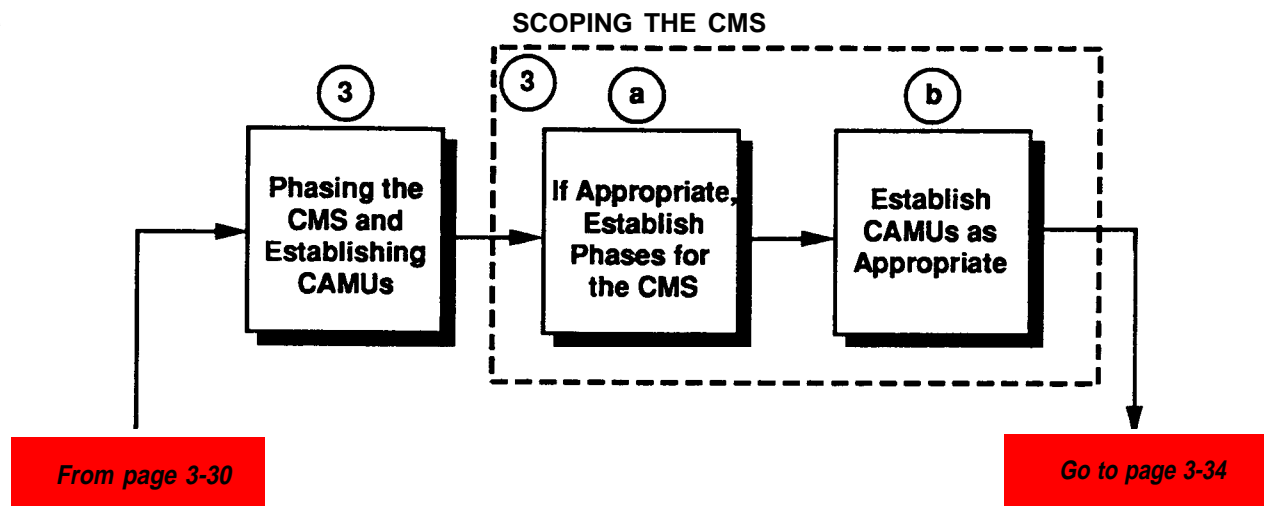 SCOPING THE CMS
3
Phasing the
CMS and
Establishing
CAMUs
3
a
If Appropriate,
Establish
Phases for
the CMS
b
Establish
CAMUs as
Appropriate
From page 3-30
Go to page 3-34